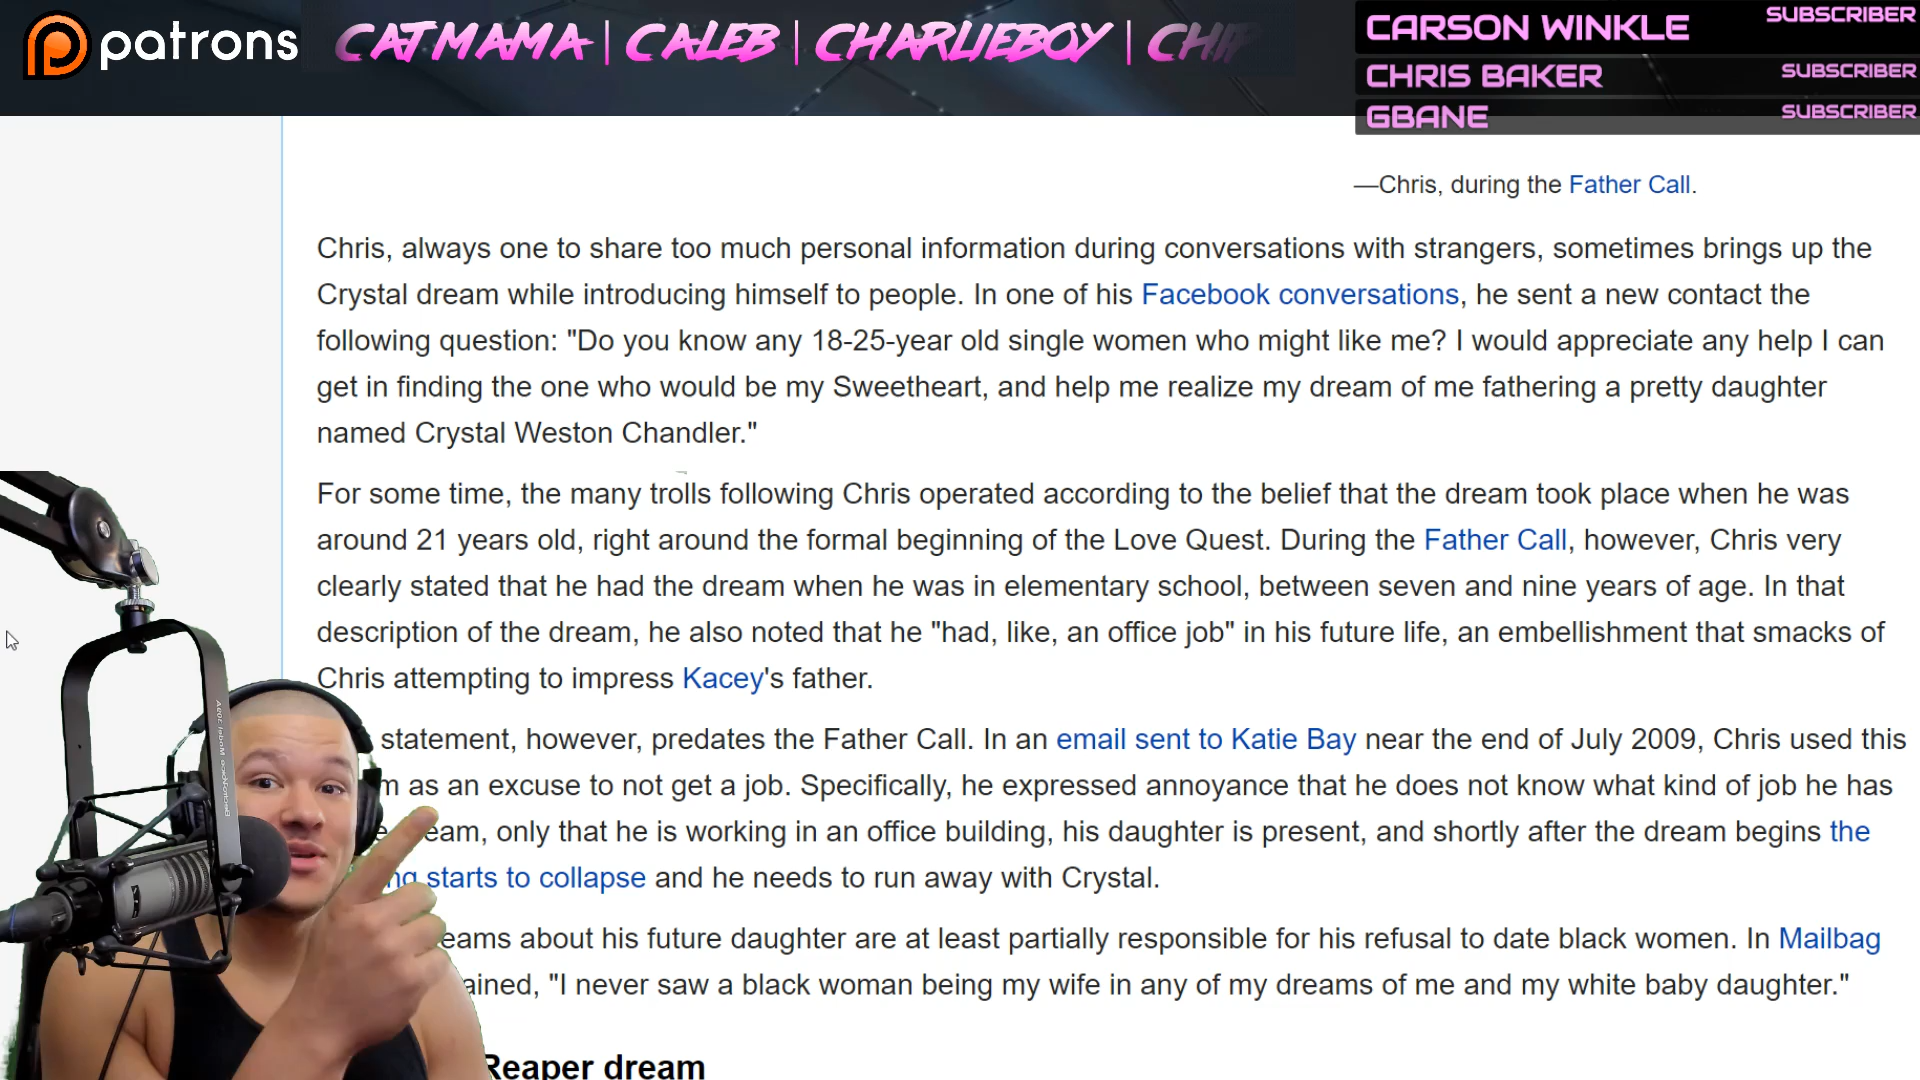 patrons CATMAMA | CALEB | CHARLIEBOY |
CARSON WINKLE SUBSCRIBER
CHRIS BAKER SUBSCRIBER
GBANE SUBSCRIBER
—Chris, during the Father Call.
Chris, always one to share too much personal information during conversations with strangers, sometimes brings up the
Crystal dream while introducing himself to people. In one of his Facebook conversations, he sent a new contact the
following question: "Do you know any 18-25-year old single women who might like me? I would appreciate any help I can
get in finding the one who would be my Sweetheart, and help me realize my dream of me fathering a pretty daughter
named Crystal Weston Chandler."
For some time, the many trolls following Chris operated according to the belief that the dream took place when he was
around 21 years old, right around the formal beginning of the Love Quest. During the Father Call, however, Chris very
clearly stated that he had the dream when he was in elementary school, between seven and nine years of age. In that
description of the dream, he also noted that he "had, like, an office job" in his future life, an embellishment that smacks of
Chris attempting to impress Kacey's father.
statement, however, predates the Father Call. In an email sent to Katie Bay near the end of July 2009, Chris used this
as an excuse to not get a job. Specifically, he expressed annoyance that he does not know what kind of job he has
only that he is working in an office building, his daughter is present, and shortly after the dream begins the
starts to collapse and he needs to run away with Crystal.
about his future daughter are at least partially responsible for his refusal to date black women. In Mailbag
"I never saw a black woman being my wife in any of my dreams of me and my white baby daughter."
Reaper dream